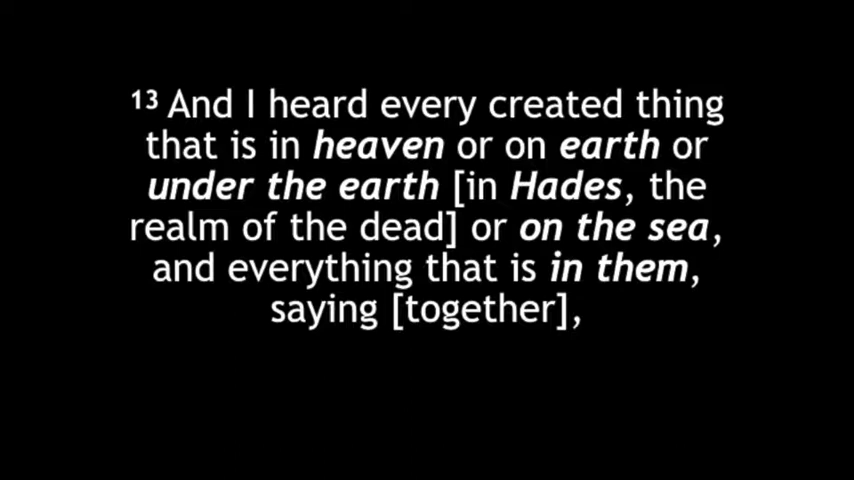 13 And I heard every created thing
that is in heaven or on earth or
under the earth [in Hades, the
realm of the dead] or on the sea,
and everything that is in them,
saying [together],